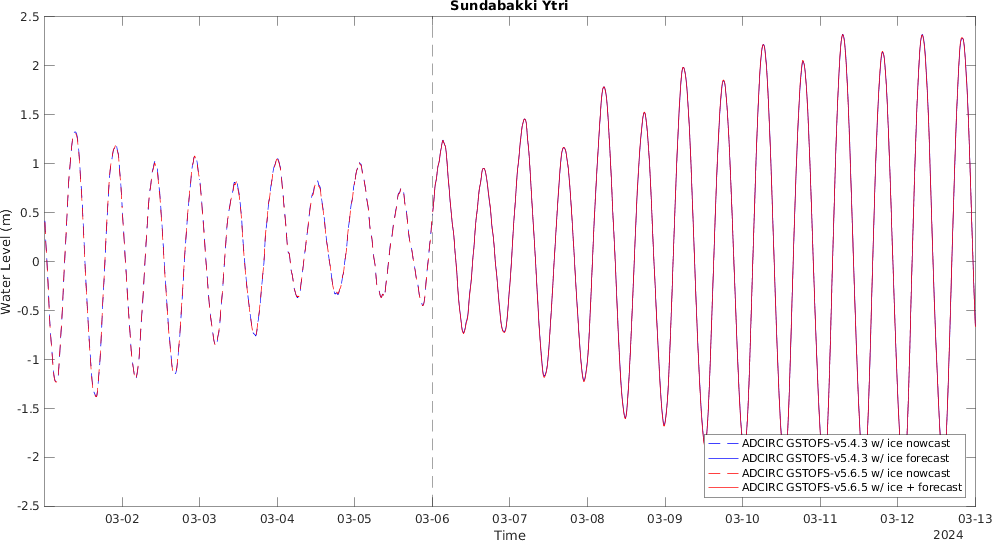 Sundabakki Ytri
2.5
2
1.5
1
0.5
0
-0.5
-1
-1.5
-2
-2.5
Water Level (m)
ADCIRC GSTOFS-v5.4.3 w/ ice nowcast
ADCIRC GSTOFS-v5.4.3 w/ ice forecast
ADCIRC GSTOFS-v5.6.5 w/ ice nowcast
ADCIRC GSTOFS-v5.6.5 w/ ice + forecast
03-02 03-03 03-04 03-05 03-06 03-07 03-08 03-09 03-10 03-11 03-12 03-13
Time
2024